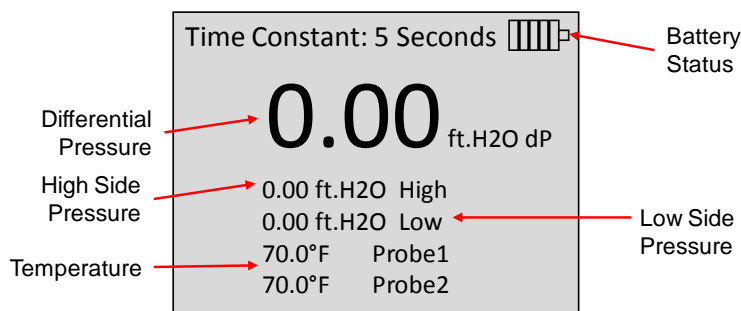 Time Constant: 5 Seconds
Battery
Status
0.00 ft.H2O dP
Differential
Pressure
High Side
Pressure
0.00 ft.H2O High
0.00 ft.H2O Low
Low Side
Pressure
Temperature
70.0°F Probe1
70.0°F Probe2